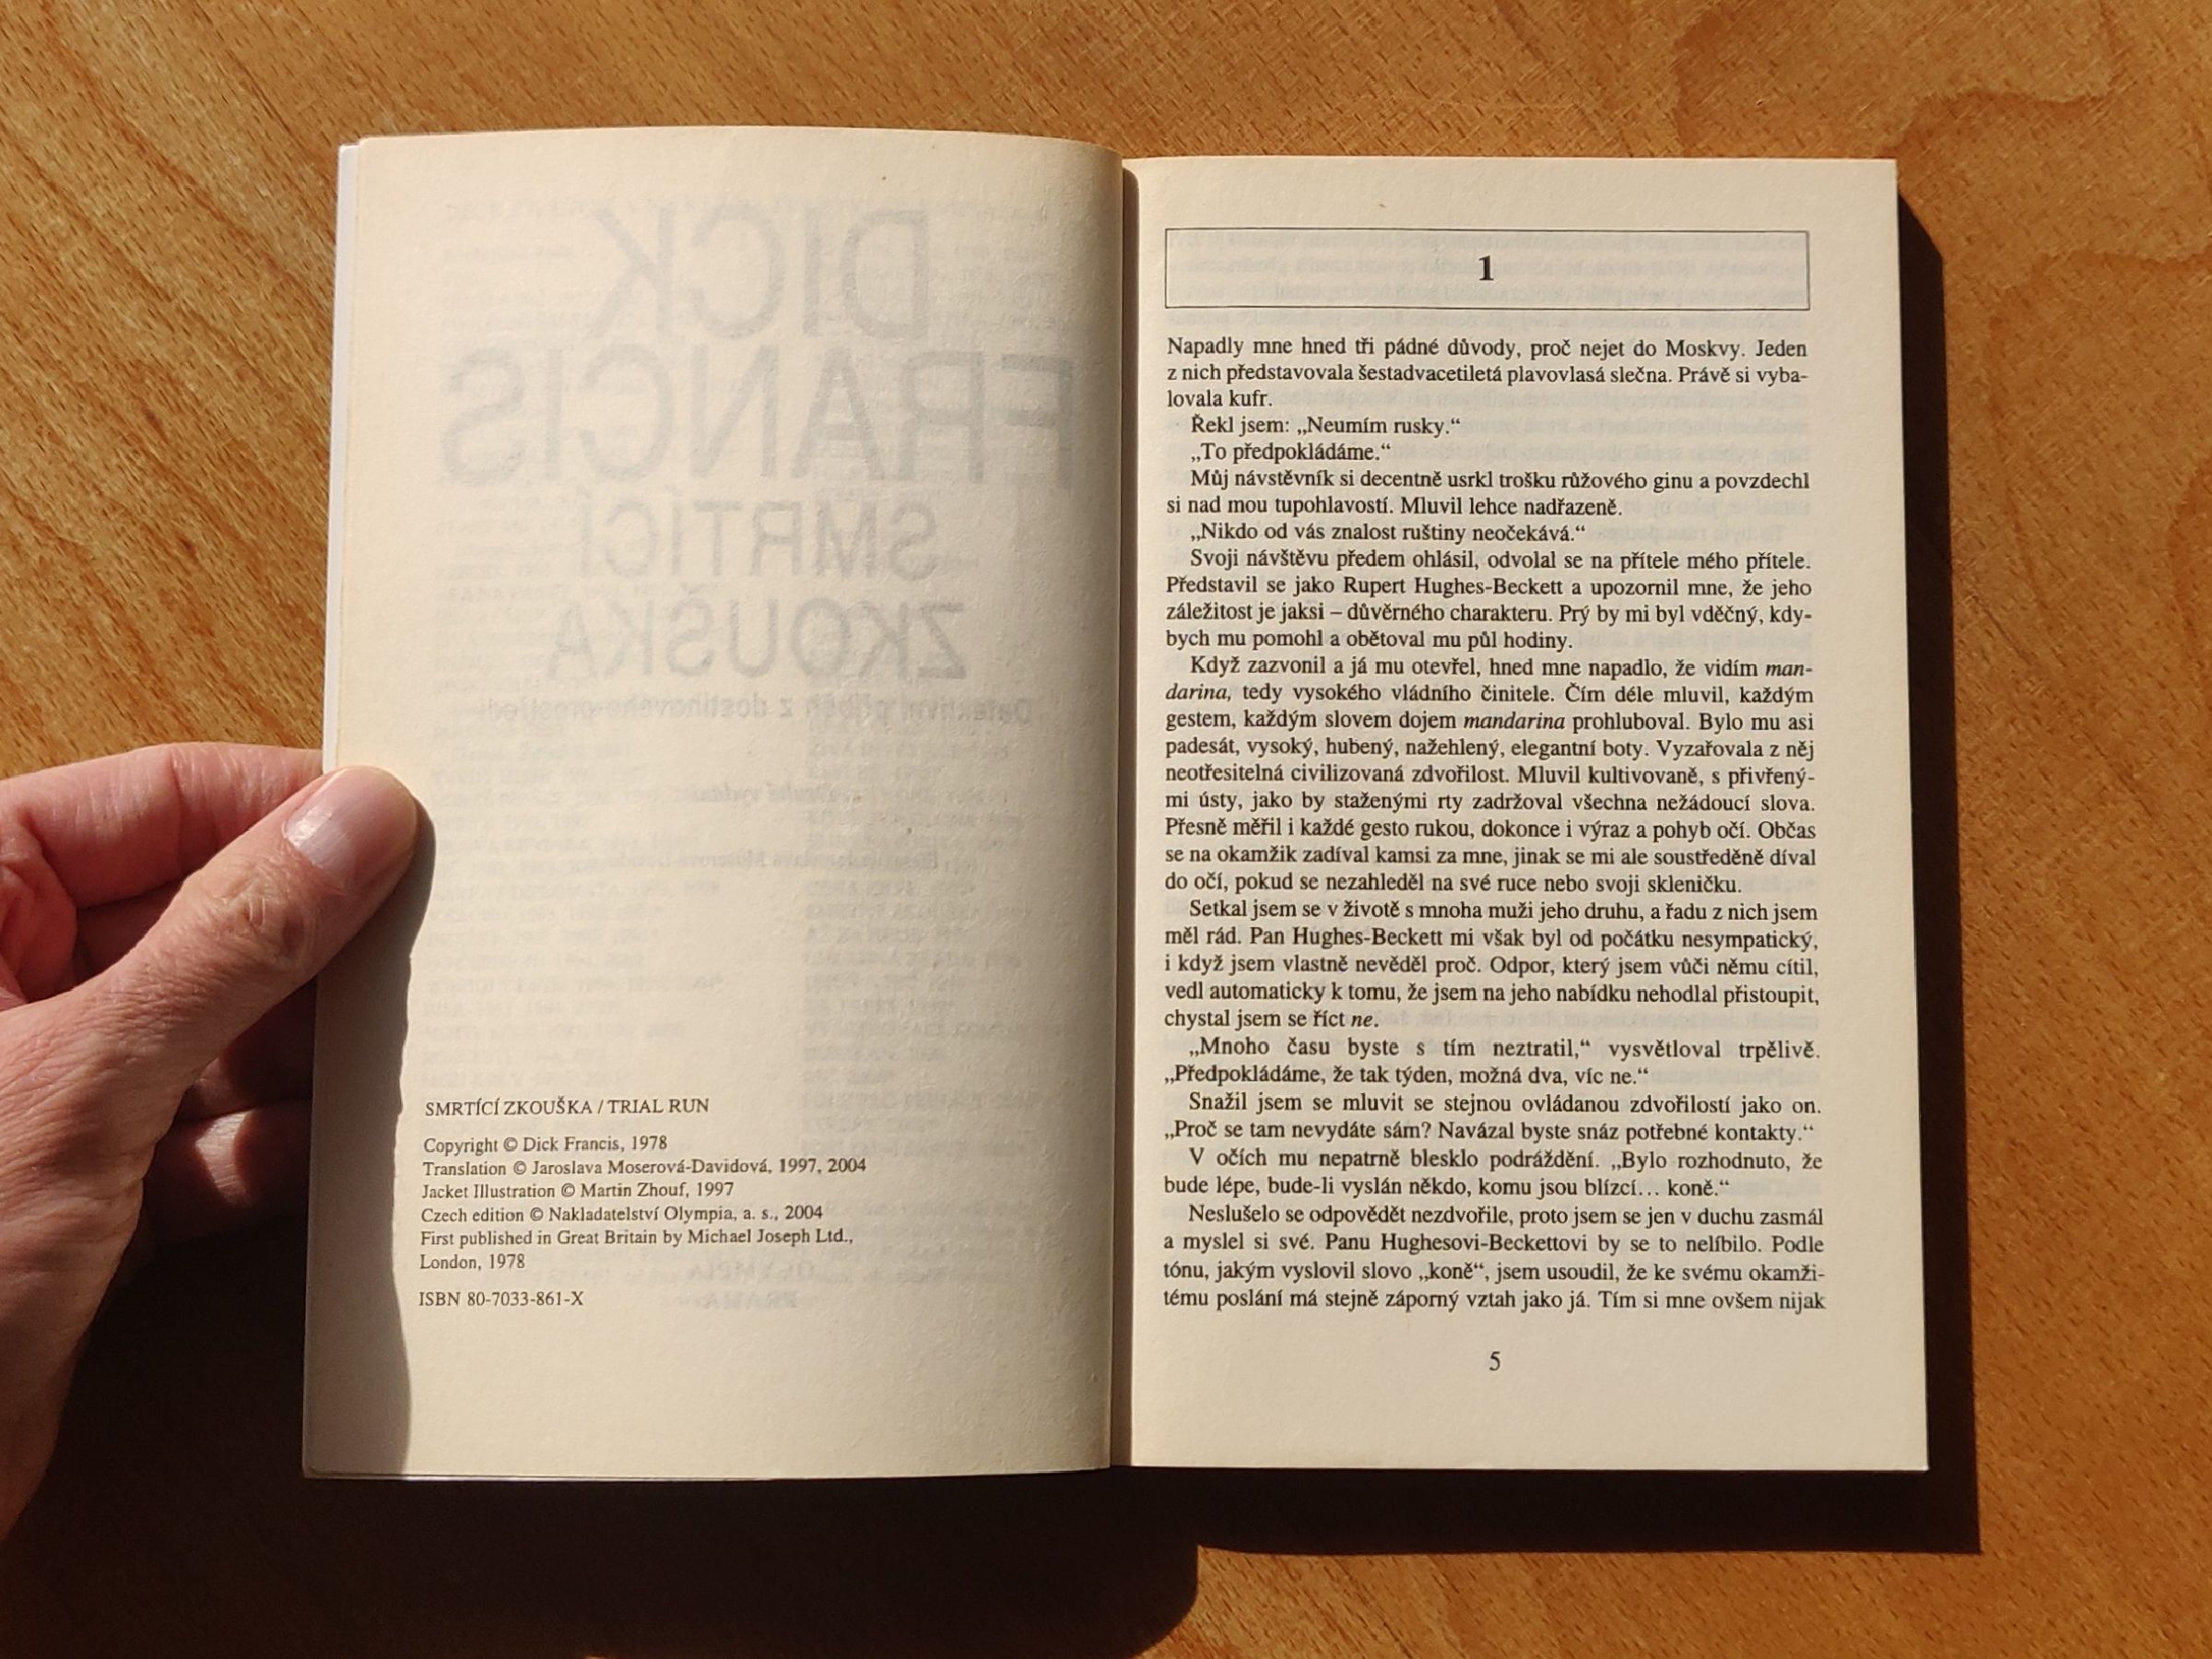 SMRTÍCÍ ZKOUŠKA / TRIAL RUN
Copyright © Dick Francis, 1978
Translation © Jaroslava Moserová-Davidová, 1997, 2004
Jacket Illustration © Martin Zhouf, 1997
Czech edition © Nakladatelství Olympia, a. s., 2004
First published in Great Britain by Michael Joseph Ltd.,
London, 1978
ISBN 80-7033-861-X
1
Napadly mne hned tři pádné důvody, proč nejet do Moskvy. Jeden
z nich představovala šestadvacetiletá plavovlasá slečna. Právě si vyba-
lovala kufr.
Řekl jsem: „Neumím rusky.“
„To předpokládáme.“
Můj návstěvník si decentně usrkl trošku růžového ginu a povzdechl
si nad mou tupohlavostí. Mluvil lehce nadřazeně.
„Nikdo od vás znalost ruštiny neočekává.“
Svoji návštěvu předem ohlásil, odvolal se na přítele mého přítele.
Představil se jako Rupert Hughes-Beckett a upozornil mne, že jeho
záležitost je jaksi – důvěrného charakteru. Prý by mi byl vděčný, kdy-
bych mu pomohl a obětoval mu půl hodiny.
Když zazvonil a já mu otevřel, hned mne napadlo, že vidím man-
darina, tedy vysokého vládního činitele. Čím déle mluvil, každým
gestem, každým slovem dojem mandarina prohluboval. Bylo mu asi
padesát, vysoký, hubený, nažehlený, elegantní boty. Vyzařovala z něj
neotřesitelná civilizovaná zdvořilost. Mluvil kultivovaně, s přivřený-
mi ústy, jako by staženými rty zadržoval všechna nežádoucí slova.
Přesně měřil i každé gesto rukou, dokonce i výraz a pohyb očí. Občas
se na okamžik zadíval kamsi za mne, jinak se mi ale soustředěně díval
do očí, pokud se nezahleděl na své ruce nebo svoji skleničku.
Setkal jsem se v životě s mnoha muži jeho druhu, a řadu z nich jsem
měl rád. Pan Hughes-Beckett mi však byl od počátku nesympatický,
i když jsem vlastně nevěděl proč. Odpor, který jsem vůči němu cítil,
vedl automaticky k tomu, že jsem na jeho nabídku nehodlal přistoupit,
chystal jsem se říct ne.
„Mnoho času byste s tím neztratil,“ vysvětloval trpělivě.
„Předpokládáme, že tak týden, možná dva, víc ne.“
Snažil jsem se mluvit se stejnou ovládanou zdvořilostí jako on.
„Proč se tam nevydáte sám? Navázal byste snáz potřebné kontakty.“
V očích mu nepatrně blesklo podráždění. „Bylo rozhodnuto, že
bude lépe, bude-li vyslán někdo, komu jsou blízcí… koně.“
Neslušelo se odpovědět nezdvořile, proto jsem se jen v duchu zasmál
a myslel si své. Panu Hughesovi-Beckettovi by se to nelíbilo. Podle
tónu, jakým vyslovil slovo „koně“, jsem usoudil, že ke svému okamži-
tému poslání má stejně záporný vztah jako já. Tím si mne ovšem nijak
5